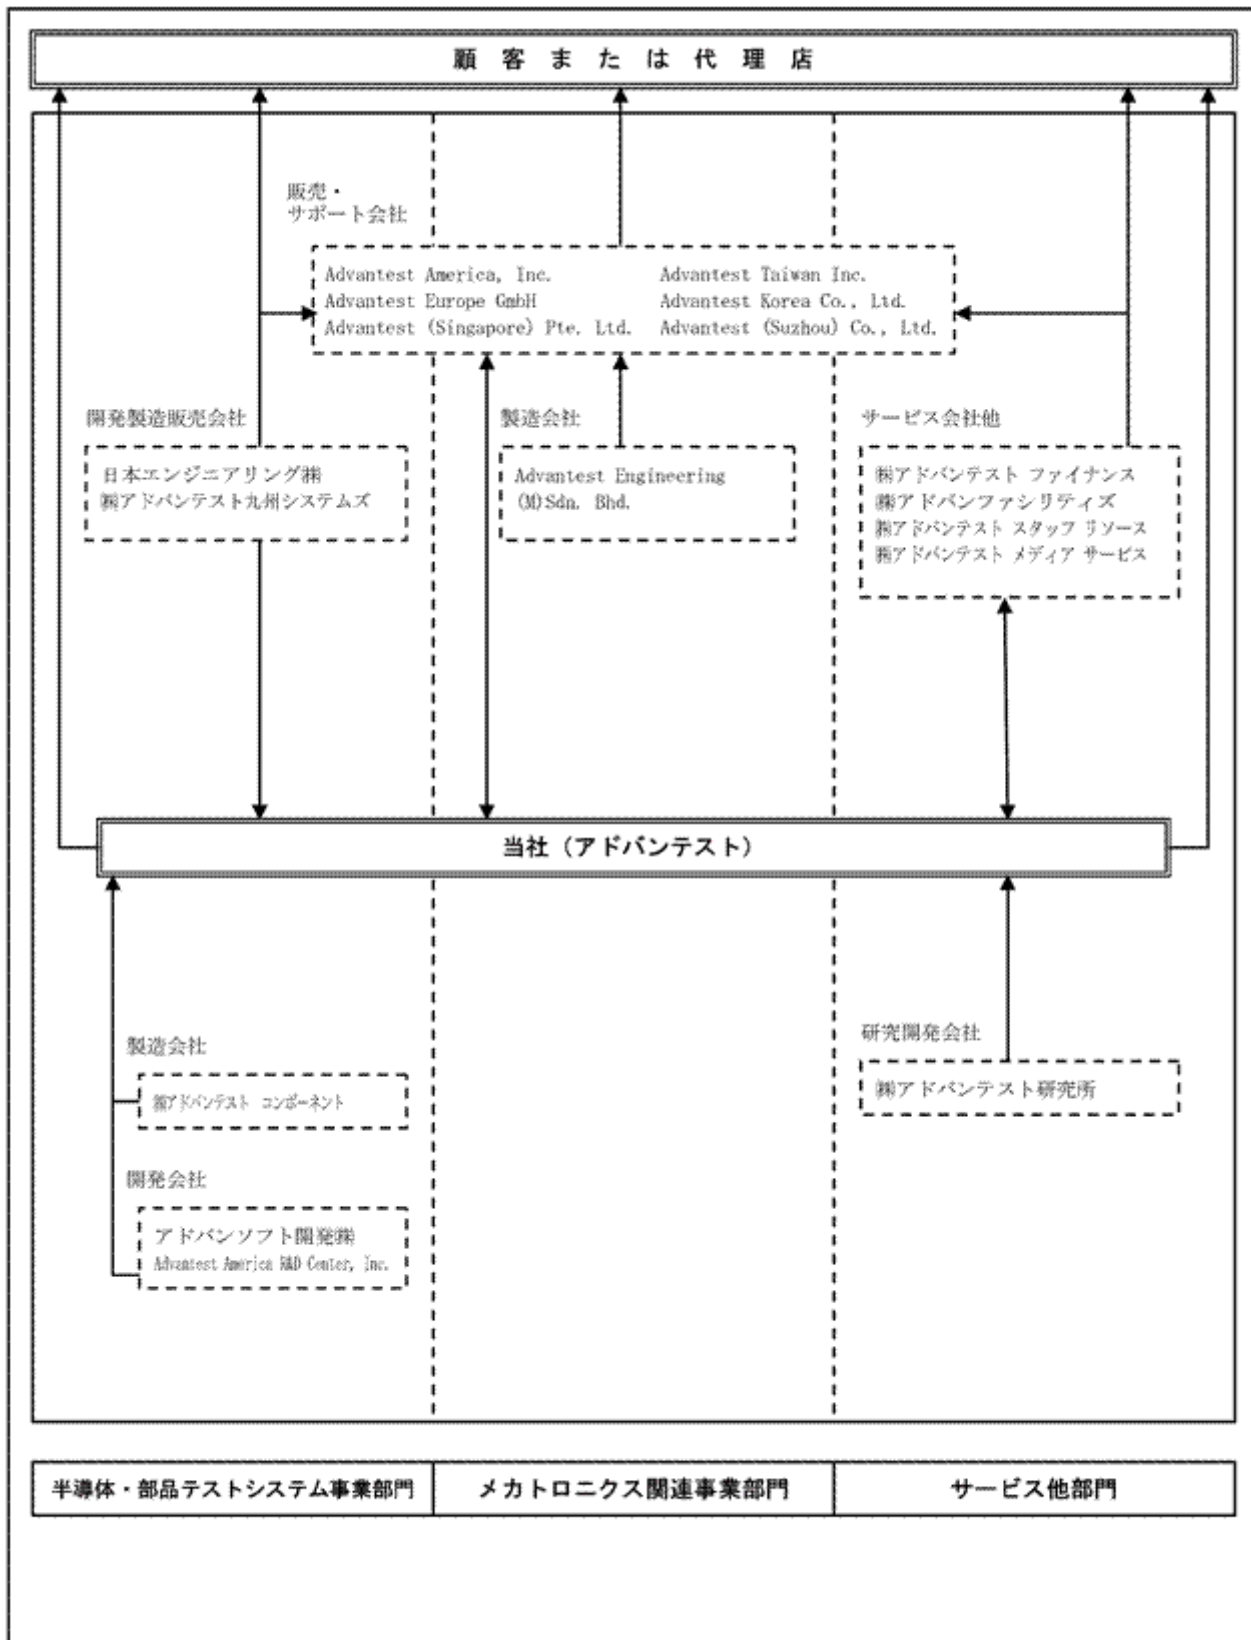 顧客または代理店
販売・
サポート会社
Advantest America, Inc.
Advantest Europe GmbH
Advantest (Singapore) Pte. Ltd.
Advantest Taiwan Inc.
Advantest Korea Co., Ltd.
Advantest (Suzhou) Co., Ltd.
開発製造販売会社
日本エンジニアリング㈱
㈱アドバンテスト九州システムズ
製造会社
Advantest Engineering
(M)Sdn. Bhd.
サービス会社他
㈱アドバンテスト ファイナンス
㈱アドバンファシリティズ
㈱アドバンテスト スタッフ リソース
㈱アドバンテスト メディア サービス
当社（アドバンテスト）
製造会社
㈱アドバンテスト コンポーネント
開発会社
アドバンソフト開発㈱
Advantest America R&D Center, Inc.
研究開発会社
㈱アドバンテスト研究所
半導体・部品テストシステム事業部門
メカトロニクス関連事業部門
サービス他部門